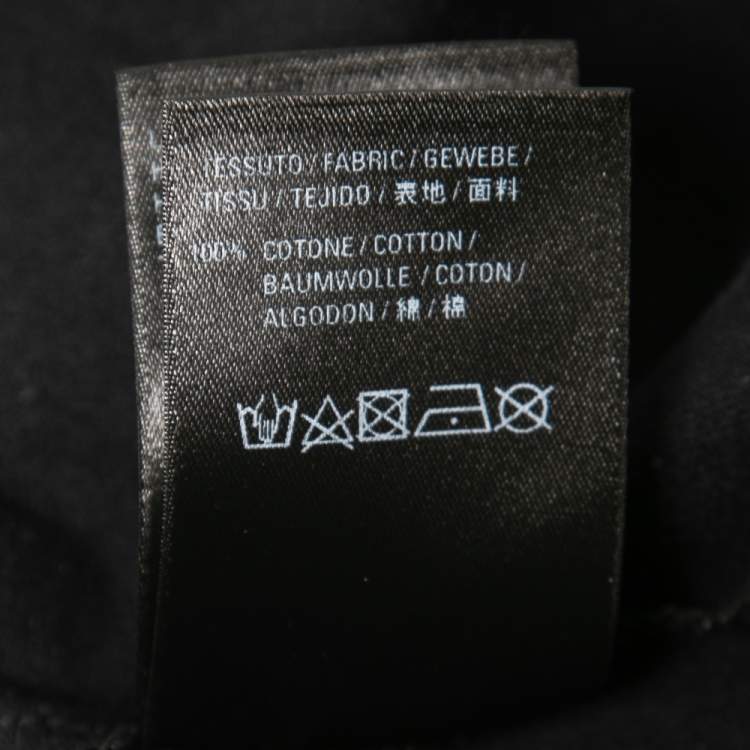 TESSUTO / FABRIC / GEWEBE /
TISSU / TEJIDO / 表地 / 面料
100% COTONE / COTTON /
BAUMWOLLE / COTON /
ALGODON / 綿 / 棉